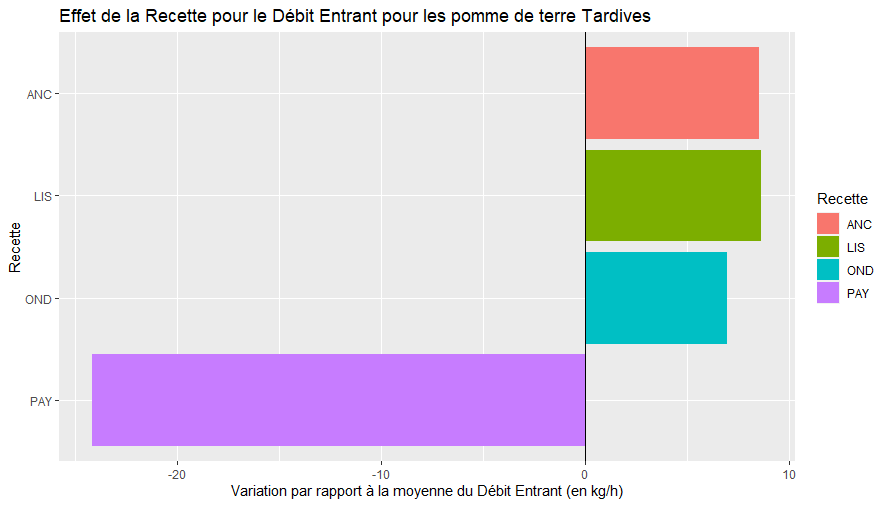 Effet de la Recette pour le Débit Entrant pour les pomme de terre Tardives
Recette
ANC
LIS
OND
PAY
-20
-10
0
10
Variation par rapport à la moyenne du Débit Entrant (en kg/h)
Recette
ANC
LIS
OND
PAY